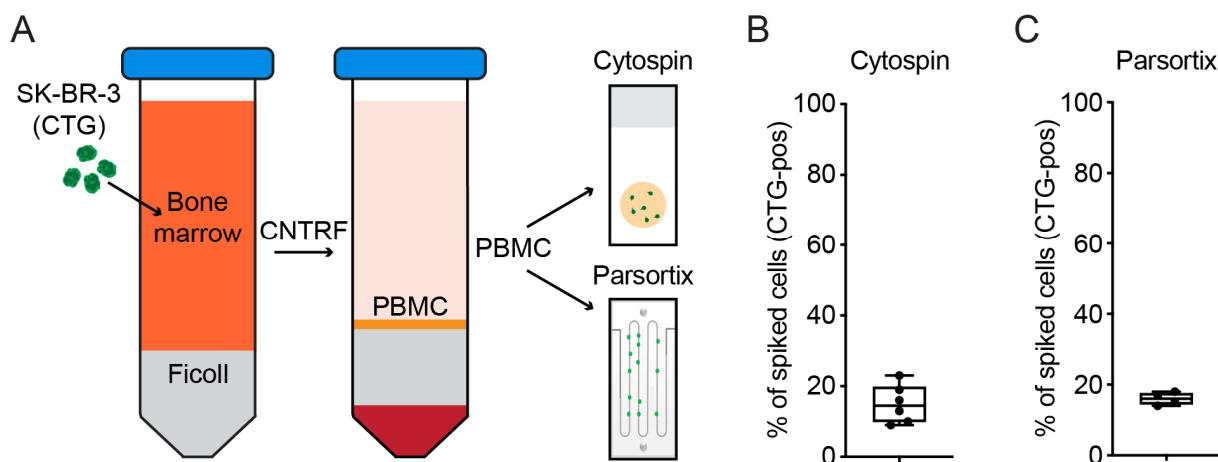 A
SK-BR-3
(CTG)
Bone
marrow
Ficoll
CNTRF
PBMC
PBMC
Cytospin
Parsortix
B
Cytospin
% of spiked cells (CTG-pos)
100
80
60
40
20
0
C
Parsortix
% of spiked cells (CTG-pos)
100
80
60
40
20
0